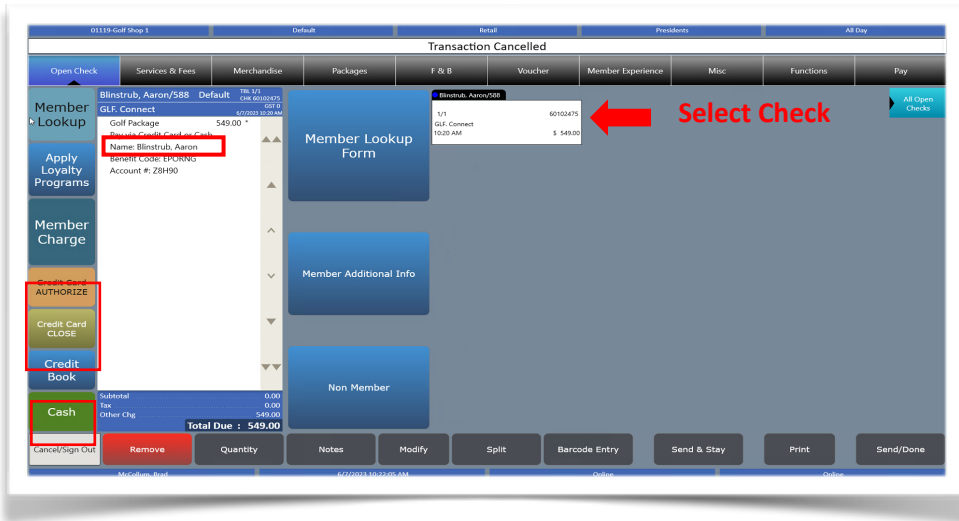 01119-Golf Shop 1 Default Retail Presidents All Day
Transaction Cancelled
Open Check Services & Fees Merchandise Packages F & B Voucher Member Experience Misc Functions Pay
Member
Lookup
Apply
Loyalty
Programs
Member
Charge
Credit Card
AUTHORIZE
Credit Card
CLOSE
Credit
Book
Cash
Blinstrub, Aaron/588 Default TBL 1/1
CHK 60102475
GLF. Connect GST 0
6/7/2023 10:20 AM
Golf Package 549.00 *
Pay via Credit Card or Cash
Name: Blinstrub, Aaron
Benefit Code: EPOKNG
Account #: Z8H90
Subtotal 0.00
Tax 0.00
Other Chg 549.00
Total Due : 549.00
Member Lookup
Form
Member Additional Info
Non Member
Blinstrub, Aaron/588
1/1 60102475
GLF. Connect
10:20 AM $ 549.00
Select Check
All Open
Checks
Cancel/Sign Out Remove Quantity Notes Modify Split Barcode Entry Send & Stay Print Send/Done
McCollum, Brad 6/7/2023 10:22:05 AM Online Online